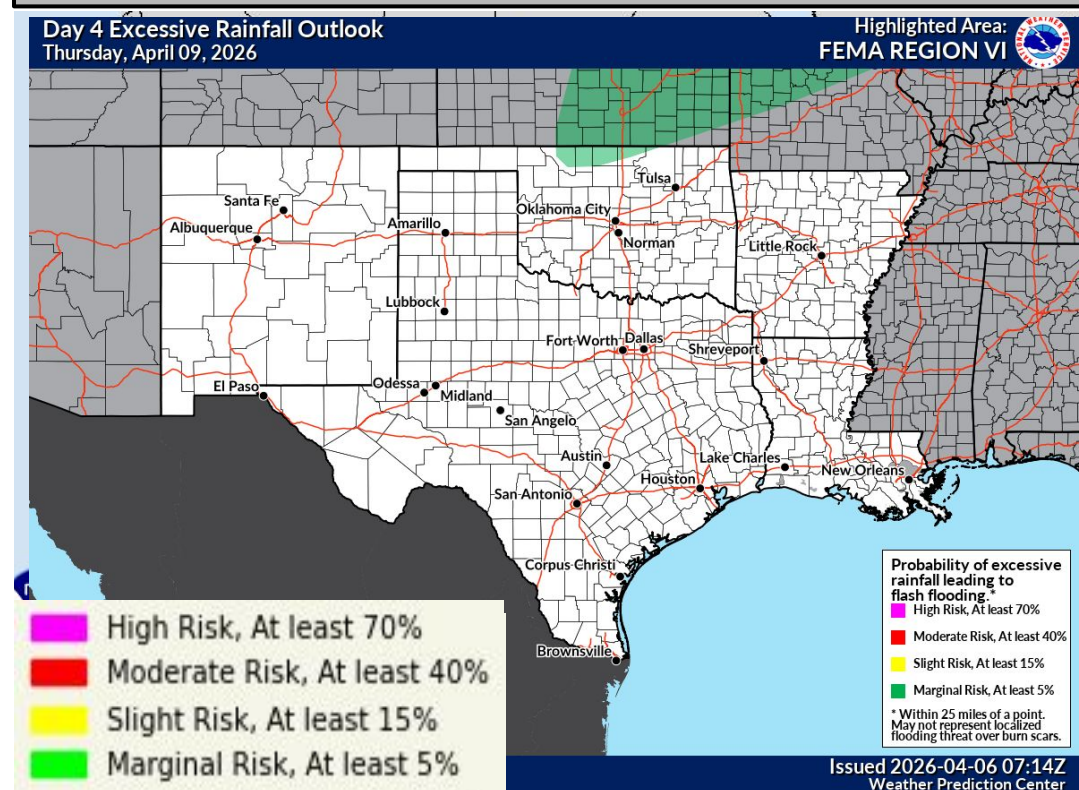 Day 4 Excessive Rainfall Outlook
Thursday, April 09, 2026
Highlighted Area:
FEMA REGION VI
NATIONAL WEATHER SERVICE
Tulsa
Santa Fe
Oklahoma City
Albuquerque
Amarillo
Norman
Little Rock
Lubbock
Fort Worth
Dallas
Shreveport
El Paso
Odessa
Midland
San Angelo
Austin
Lake Charles
Houston
New Orleans
San Antonio
Corpus Christi
Brownsville
Probability of excessive
rainfall leading to
flash flooding.*
High Risk, At least 70%
Moderate Risk, At least 40%
Slight Risk, At least 15%
Marginal Risk, At least 5%
* Within 25 miles of a point.
May not represent localized
flooding threat over burn scars.
High Risk, At least 70%
Moderate Risk, At least 40%
Slight Risk, At least 15%
Marginal Risk, At least 5%
Issued 2026-04-06 07:14Z
Weather Prediction Center